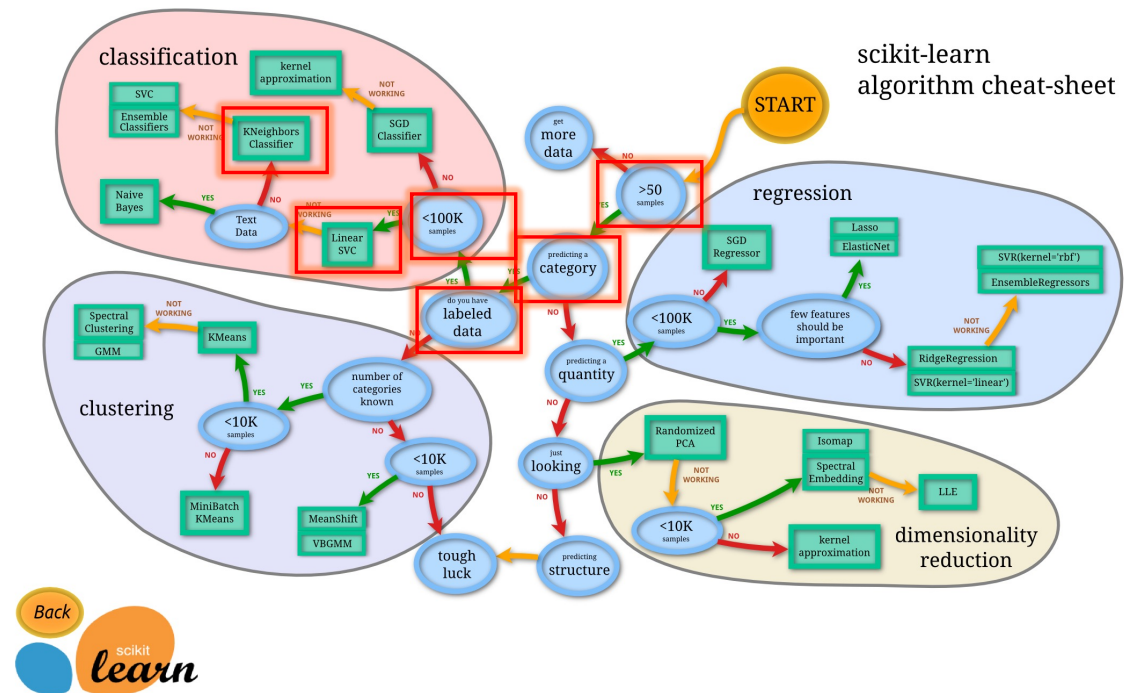 scikit-learn
algorithm cheat-sheet
START
classification
kernel
approximation
NOT
WORKING
SVC
Ensemble
Classifiers
NOT
WORKING
KNeighbors
Classifier
SGD
Classifier
NO
NO
Naive
Bayes
YES
Text
Data
NOT
WORKING
Linear
SVC
YES
<100K
samples
YES
get
more
data
NO
>50
samples
YES
predicting a
category
YES
NO
do you have
labeled
data
NO
regression
SGD
Regressor
NO
<100K
samples
YES
Lasso
ElasticNet
YES
few features
should be
important
NO
SVR(kernel='rbf')
EnsembleRegressors
NOT
WORKING
RidgeRegression
SVR(kernel='linear')
predicting a
quantity
YES
NO
just
looking
YES
NO
predicting
structure
tough
luck
clustering
Spectral
Clustering
GMM
NOT
WORKING
KMeans
YES
<10K
samples
NO
MiniBatch
KMeans
YES
number of
categories
known
NO
<10K
samples
YES
NO
MeanShift
VBGMM
Randomized
PCA
NOT
WORKING
<10K
samples
YES
NO
Isomap
Spectral
Embedding
NOT
WORKING
LLE
kernel
approximation
dimensionality
reduction
Back
scikit
learn